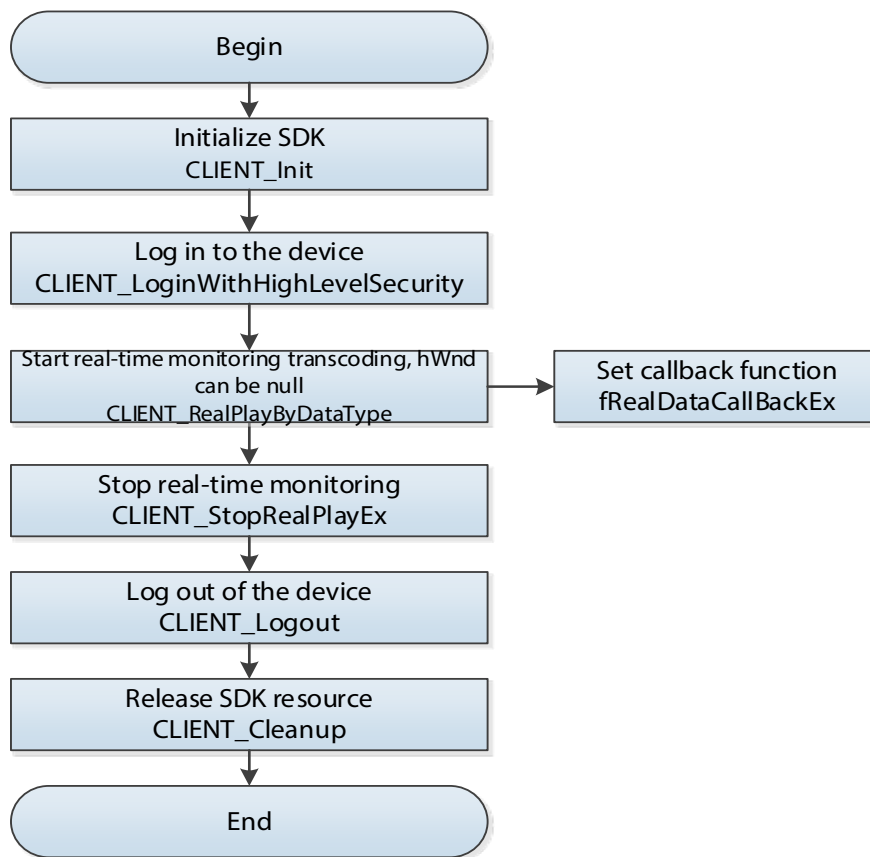 Begin
Initialize SDK
CLIENT_Init
Log in to the device
CLIENT_LoginWithHighLevelSecurity
Start real-time monitoring transcoding, hWnd
can be null
CLIENT_RealPlayByDataType
Set callback function
fRealDataCallBackEx
Stop real-time monitoring
CLIENT_StopRealPlayEx
Log out of the device
CLIENT_Logout
Release SDK resource
CLIENT_Cleanup
End